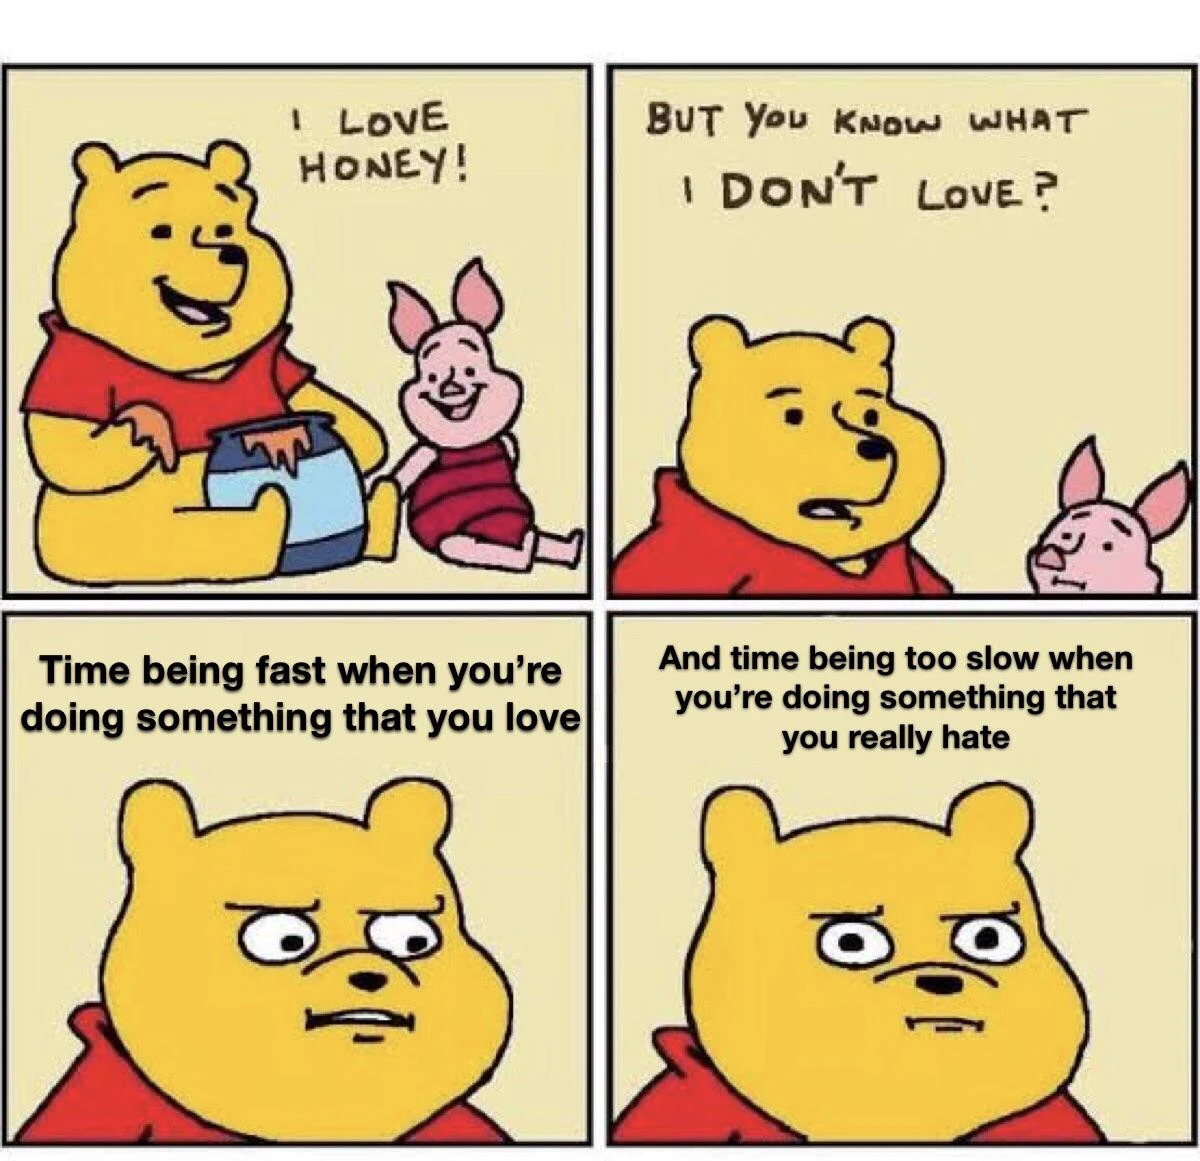 I LOVE
HONEY!
BUT YOU KNOW WHAT
I DON'T LOVE?
Time being fast when you’re
doing something that you love
And time being too slow when
you’re doing something that
you really hate